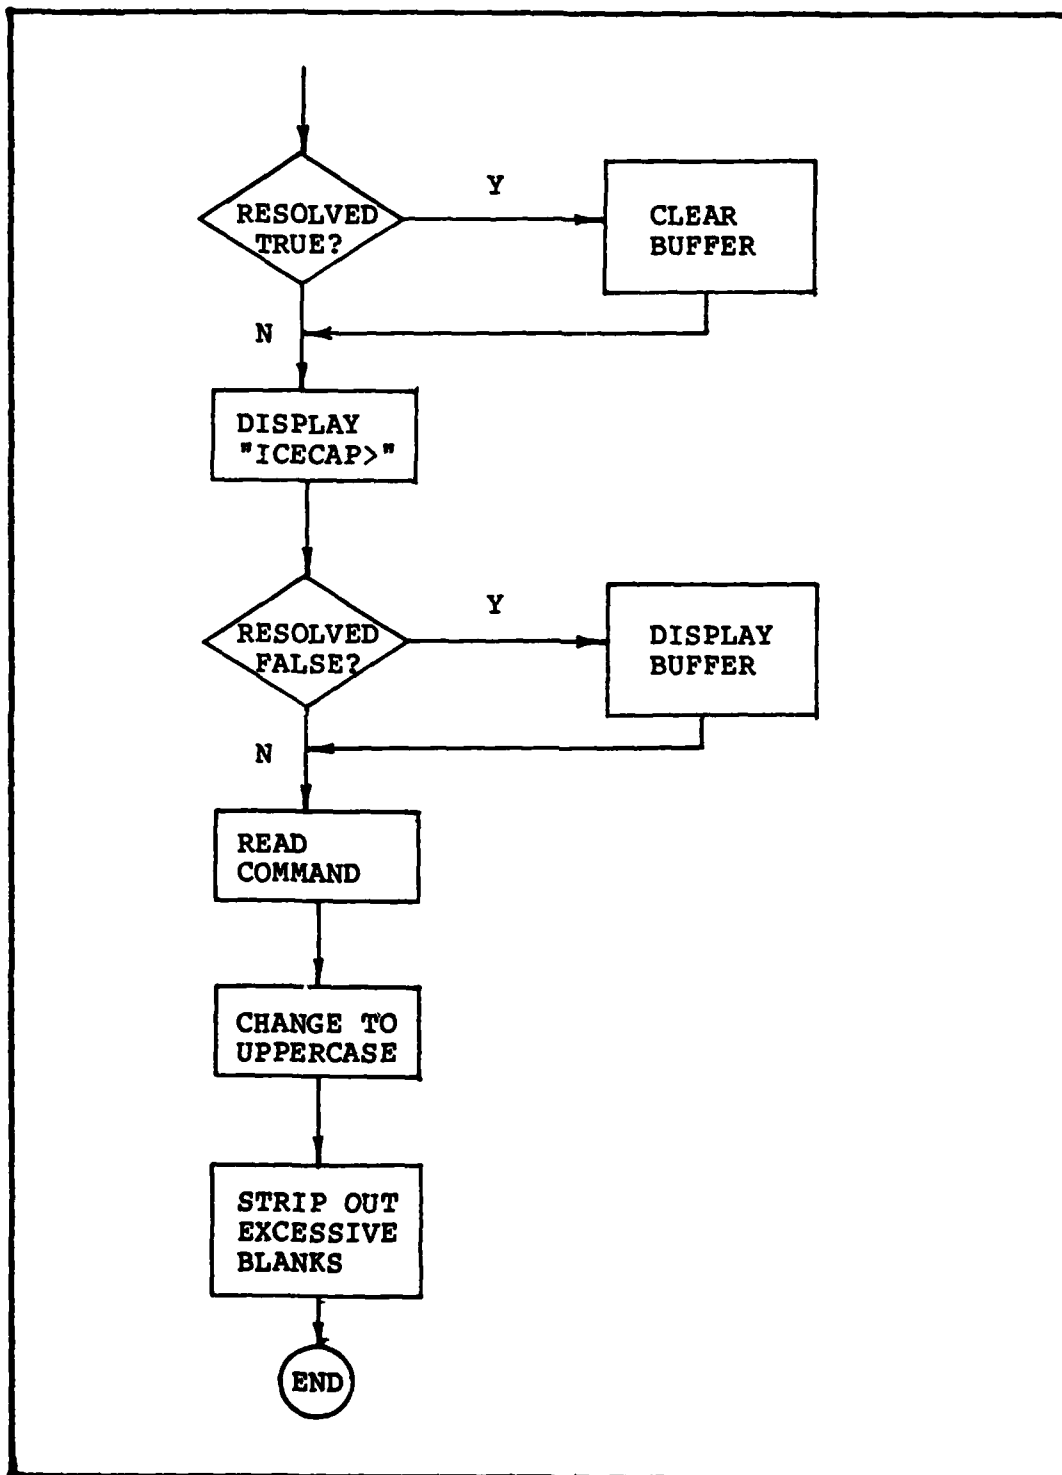 RESOLVED
TRUE?
Y
CLEAR
BUFFER
N
DISPLAY
"ICECAP>"
RESOLVED
FALSE?
Y
DISPLAY
BUFFER
N
READ
COMMAND
CHANGE TO
UPPERCASE
STRIP OUT
EXCESSIVE
BLANKS
END